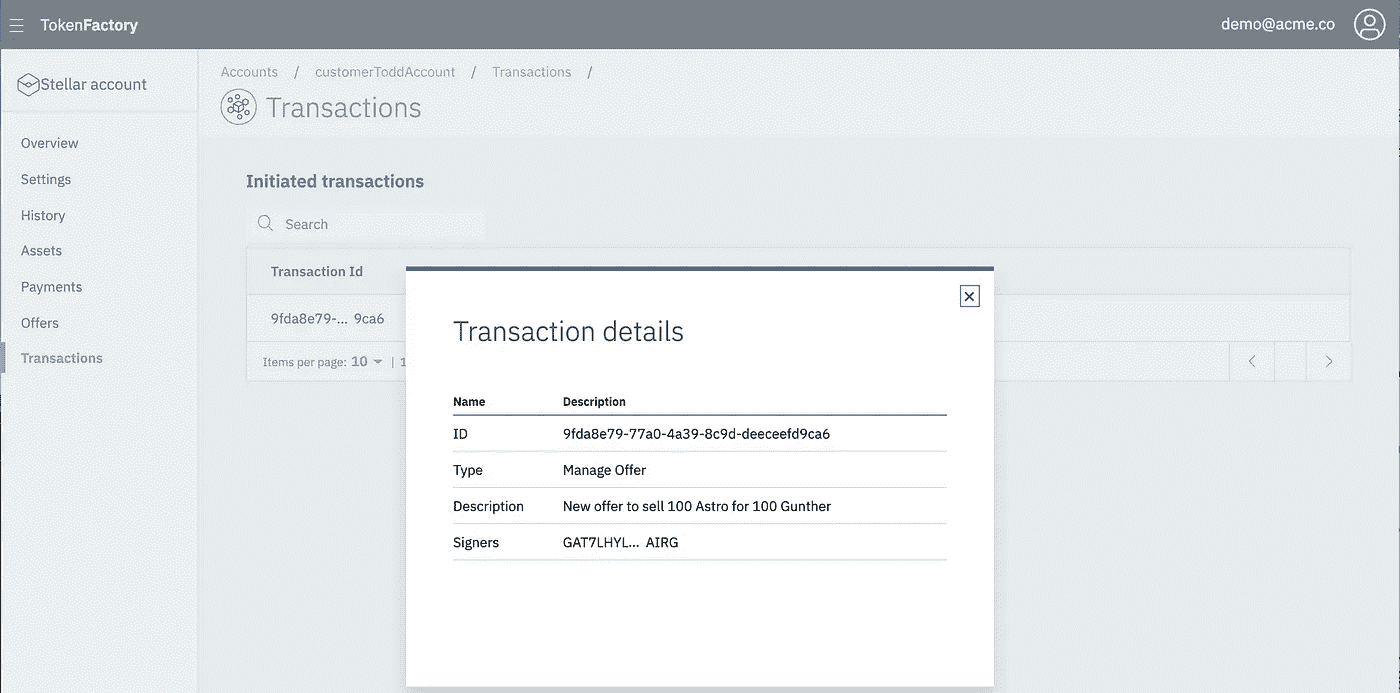 TokenFactory
demo@acme.co
Stellar account
Overview
Settings
History
Assets
Payments
Offers
Transactions
Accounts / customerToddAccount / Transactions /
Transactions
Initiated transactions
Search
Transaction Id
9fda8e79-... 9ca6
Items per page: 10 | 1
Transaction details
Name Description
ID 9fda8e79-77a0-4a39-8c9d-deeceefd9ca6
Type Manage Offer
Description New offer to sell 100 Astro for 100 Gunther
Signers GAT7LHYL... AIRG